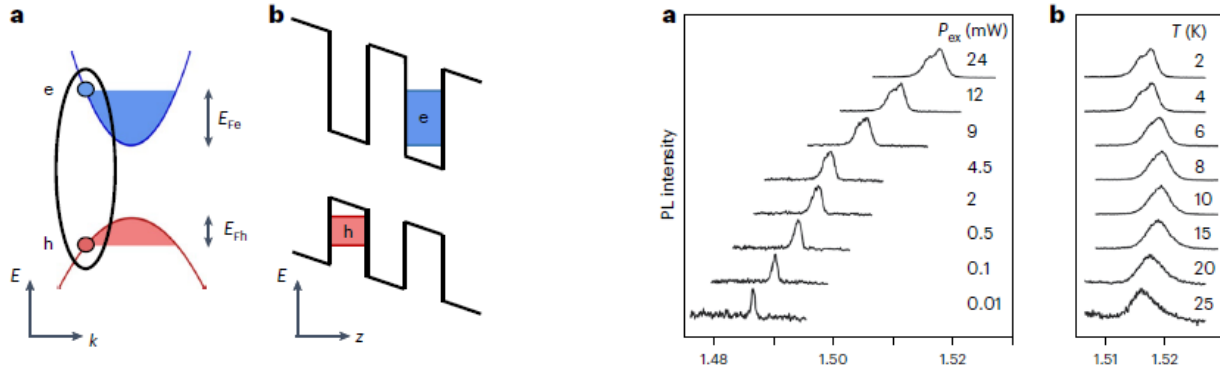 a
e
E_Fe
h
E_Fh
E
k
b
e
h
E
z
a
P_ex (mW)
24
12
9
4.5
2
0.5
0.1
0.01
PL intensity
1.48
1.50
1.52
b
T (K)
2
4
6
8
10
15
20
25
1.51
1.52